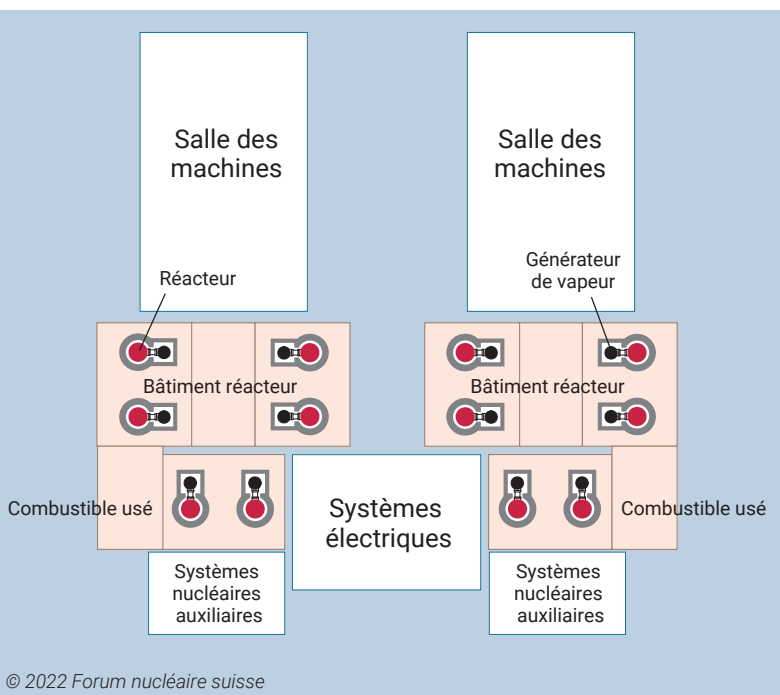 Salle des
machines
Salle des
machines
Réacteur
Générateur
de vapeur
Bâtiment réacteur
Bâtiment réacteur
Combustible usé
Systèmes
électriques
Combustible usé
Systèmes
nucléaires
auxiliaires
Systèmes
nucléaires
auxiliaires
© 2022 Forum nucléaire suisse